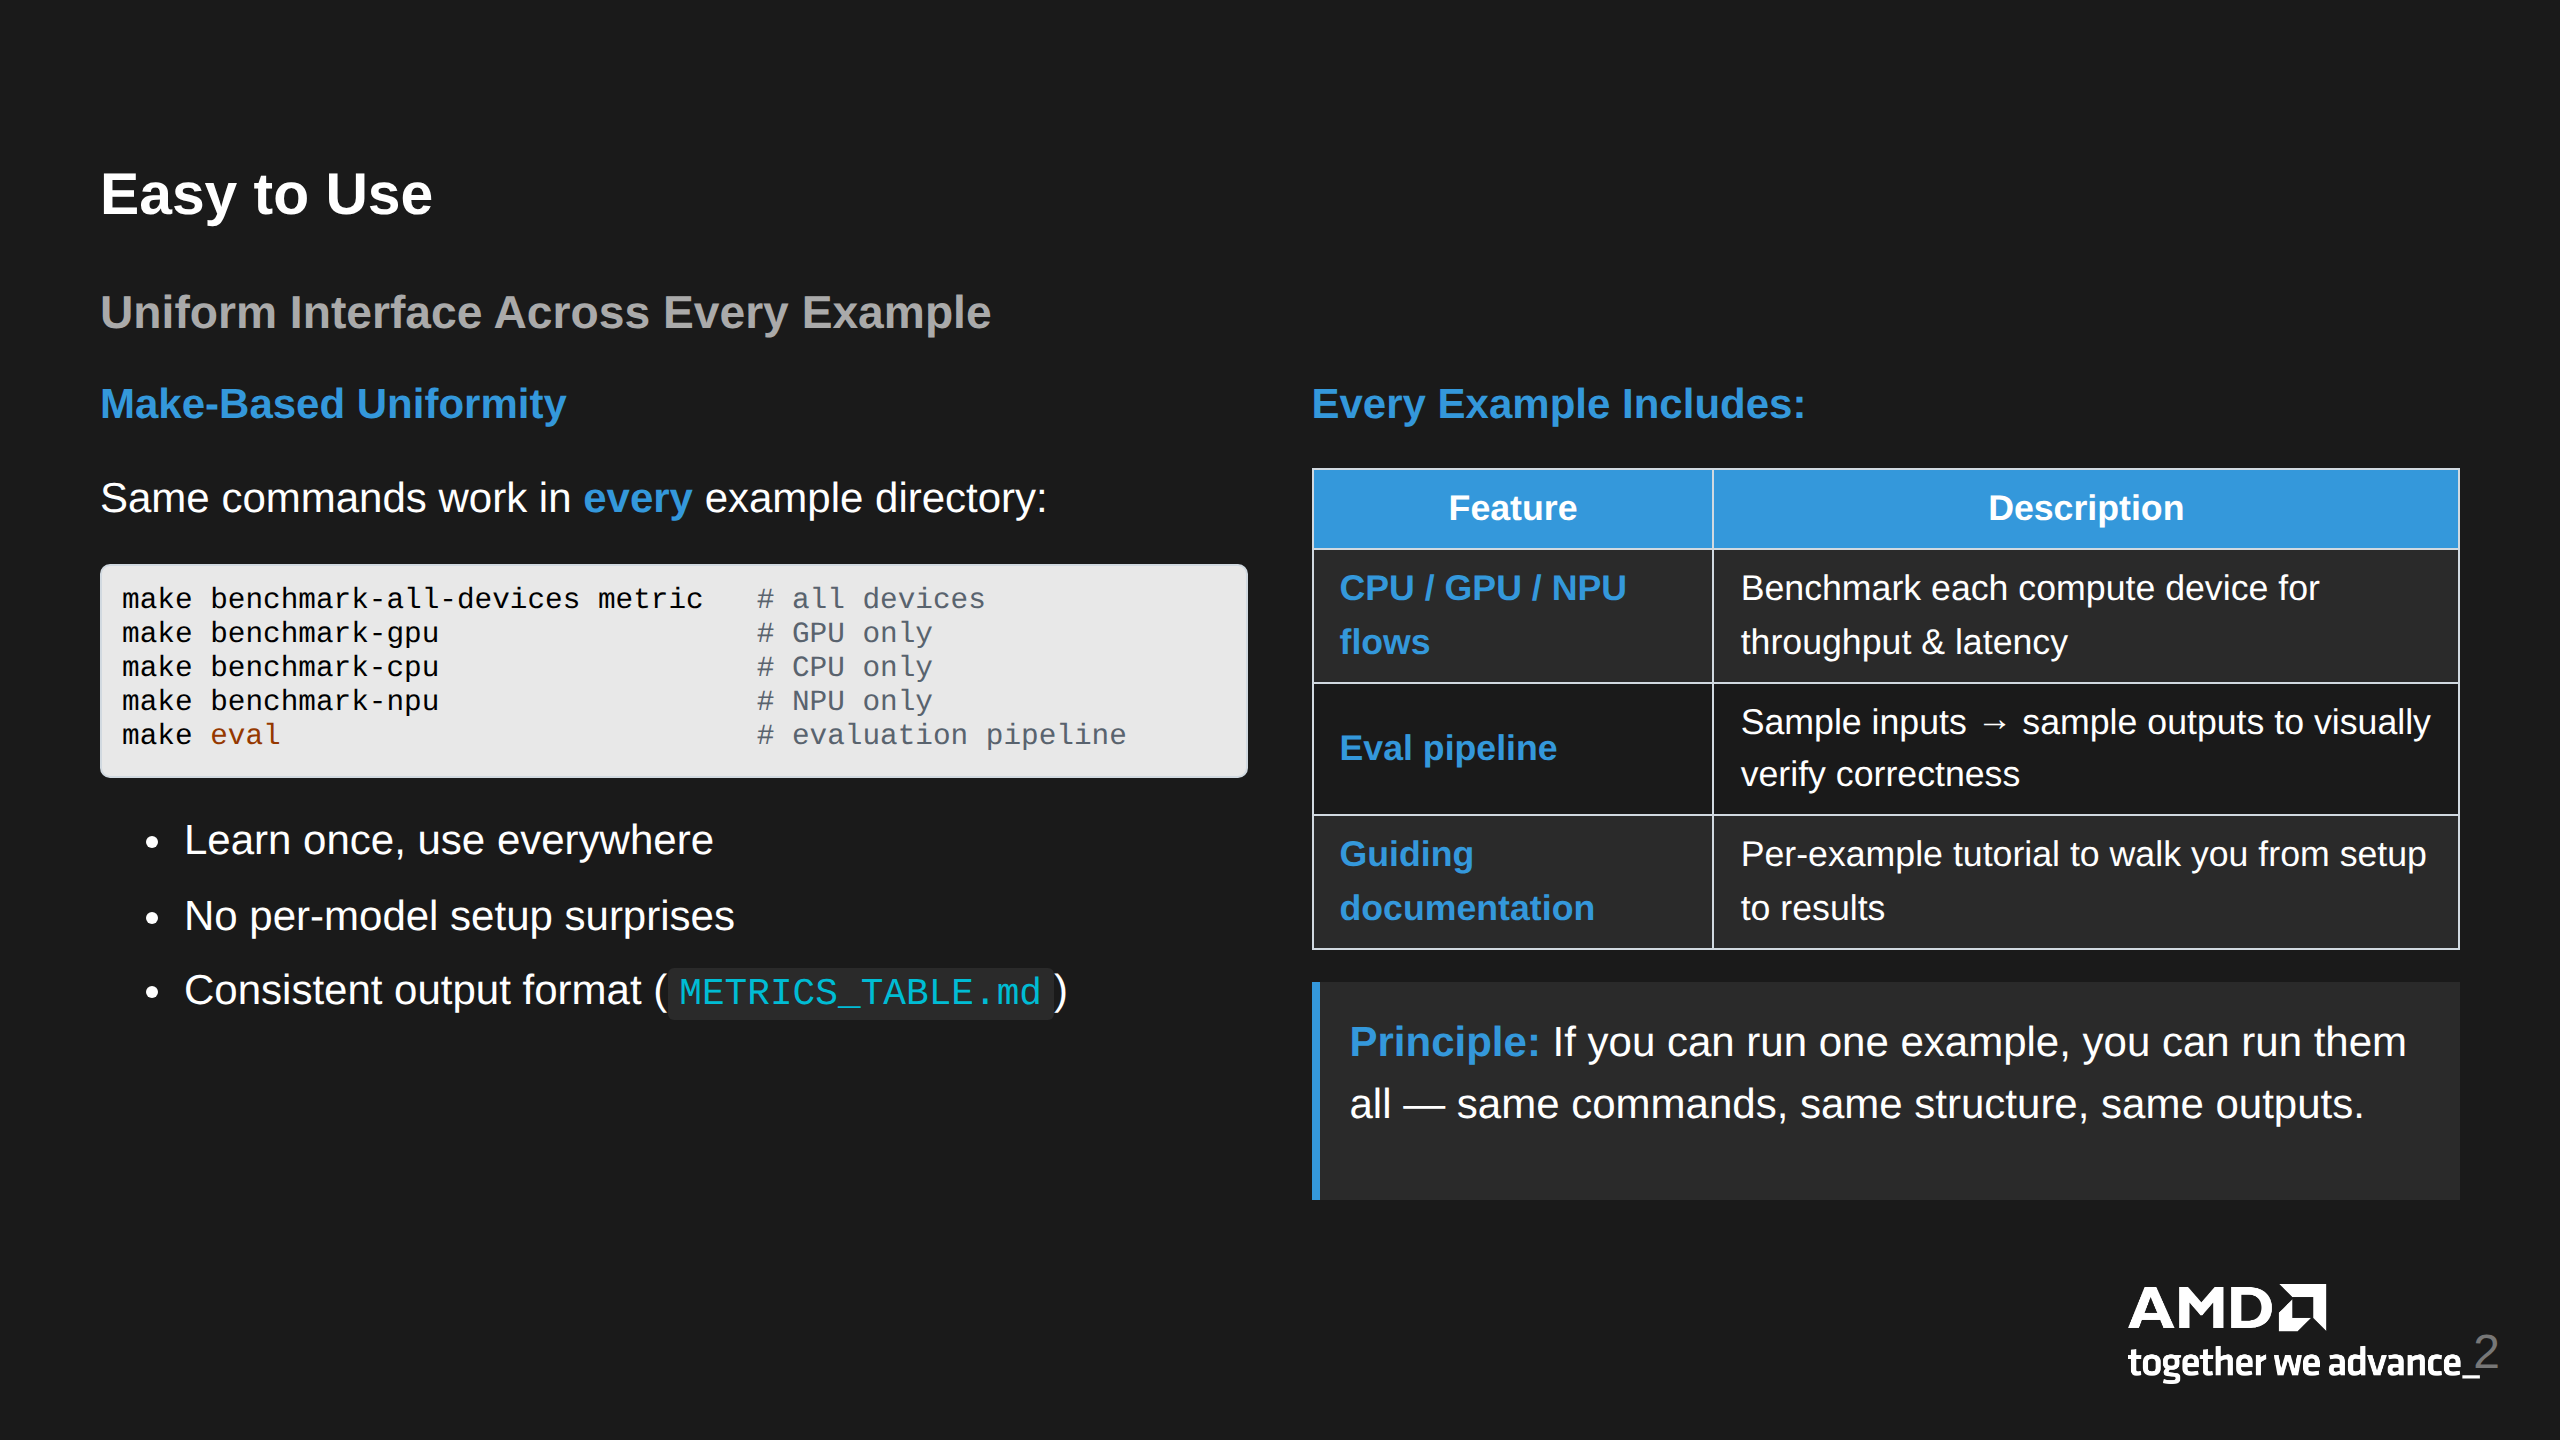 Easy to Use
Uniform Interface Across Every Example
Make-Based Uniformity
Same commands work in every example directory:
make benchmark-all-devices metric   # all devices
make benchmark-gpu                  # GPU only
make benchmark-cpu                  # CPU only
make benchmark-npu                  # NPU only
make eval                           # evaluation pipeline
• Learn once, use everywhere
• No per-model setup surprises
• Consistent output format (METRICS_TABLE.md)
Every Example Includes:
Feature Description
CPU / GPU / NPU flows
Benchmark each compute device for
throughput & latency
Eval pipeline
Sample inputs → sample outputs to visually
verify correctness
Guiding
documentation
Per-example tutorial to walk you from setup
to results
Principle: If you can run one example, you can run them
all — same commands, same structure, same outputs.
AMD
together we advance_
2